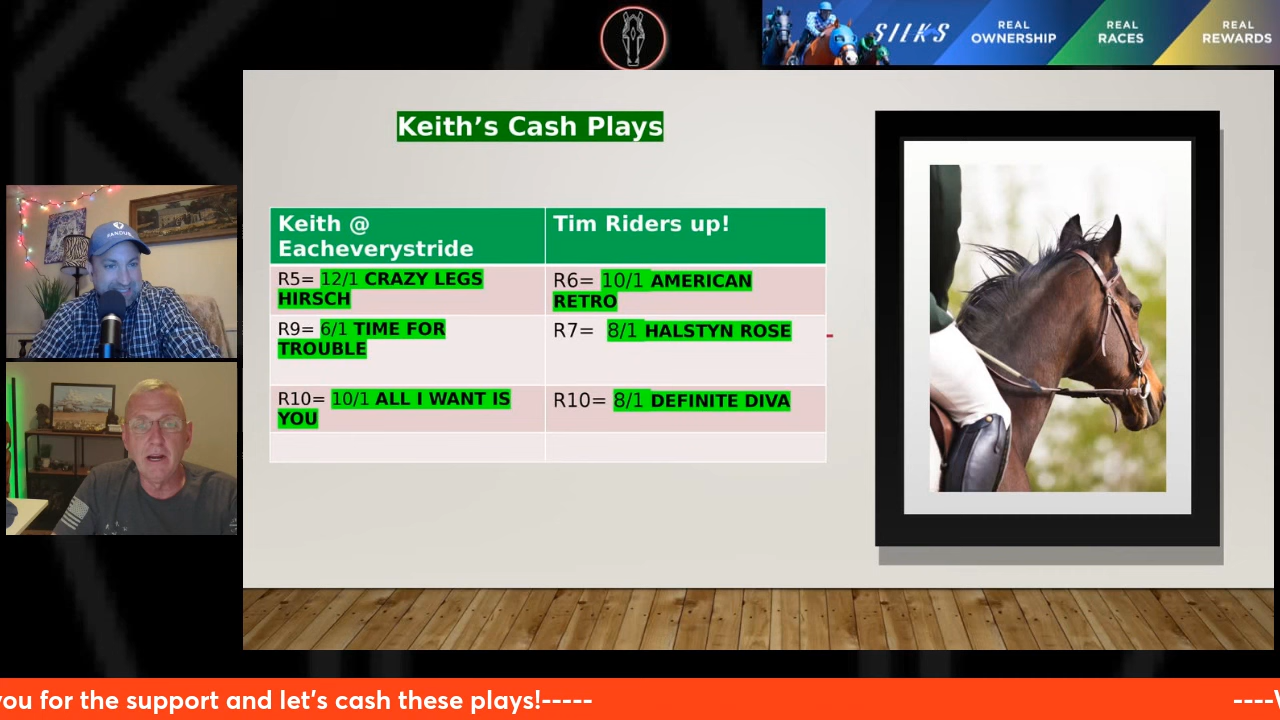 SILKS
REAL
OWNERSHIP
REAL
RACES
REAL
REWARDS
Keith's Cash Plays
Keith @
Eacheverystride
Tim Riders up!
R5= 12/1 CRAZY LEGS
HIRSCH
R6= 10/1 AMERICAN
RETRO
R9= 6/1 TIME FOR
TROUBLE
R7= 8/1 HALSTYN ROSE
R10= 10/1 ALL I WANT IS
YOU
R10= 8/1 DEFINITE DIVA
you for the support and let's cash these plays!-----
----